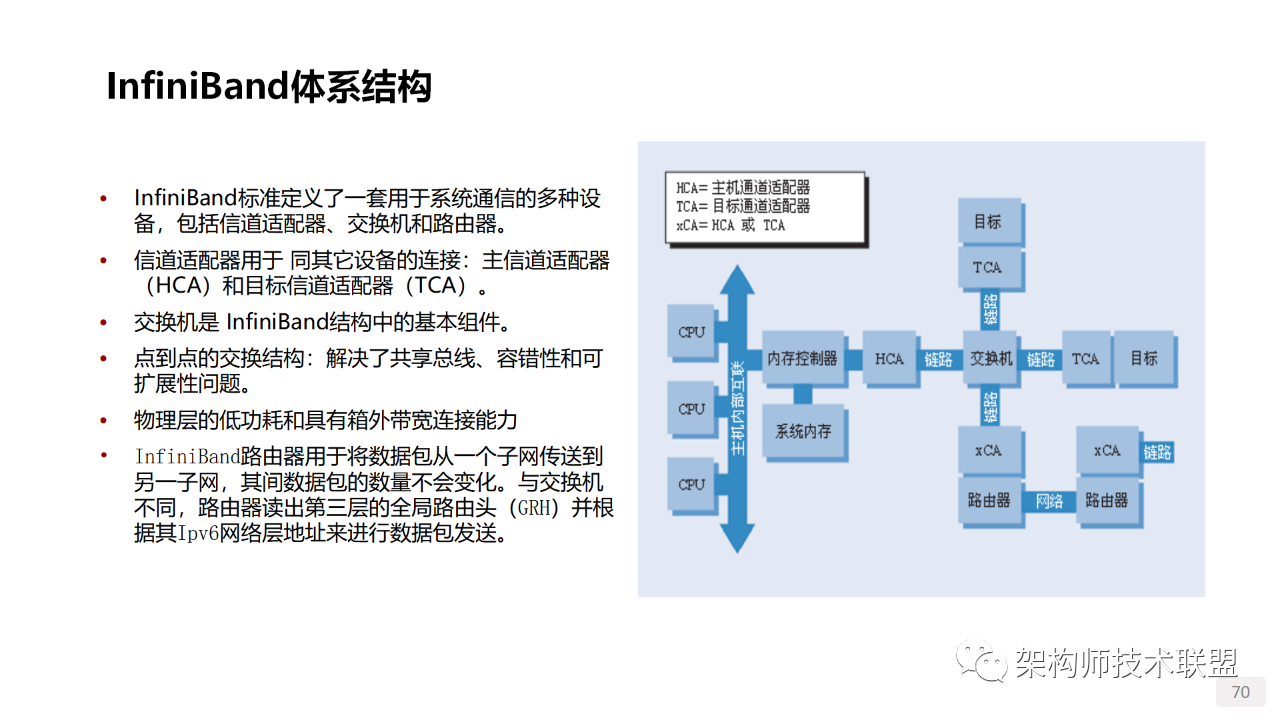 InfiniBand体系结构
• InfiniBand标准定义了一套用于系统通信的多种设
备，包括信道适配器、交换机和路由器。
• 信道适配器用于 同其它设备的连接：主信道适配器
（HCA）和目标信道适配器（TCA）。
• 交换机是 InfiniBand结构中的基本组件。
• 点到点的交换结构：解决了共享总线、容错性和可
扩展性问题。
• 物理层的低功耗和具有箱外带宽连接能力
• InfiniBand路由器用于将数据包从一个子网传送到
另一子网，其间数据包的数量不会变化。与交换机
不同，路由器读出第三层的全局路由头（GRH）并根
据其Ipv6网络层地址来进行数据包发送。
HCA= 主机通道适配器
TCA= 目标通道适配器
xCA= HCA 或 TCA
目标
TCA
链路
CPU
CPU
CPU
主机内部互联
内存控制器
系统内存
HCA
链路
交换机
链路
TCA
目标
链路
xCA
路由器
网络
xCA
链路
路由器
架构师技术联盟
70